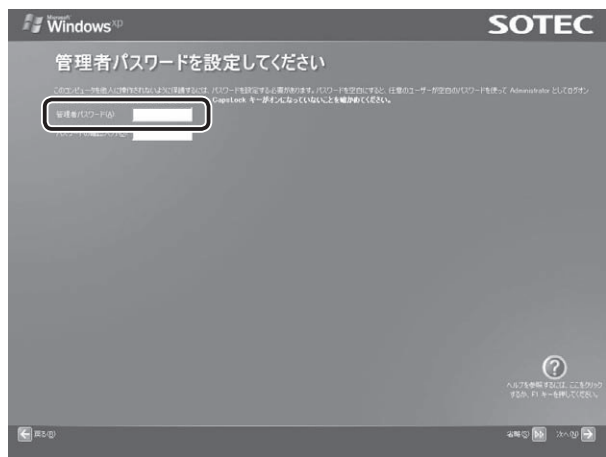 Microsoft
Windows xp
SOTEC
管理者パスワードを設定してください
このコンピュータを他人に操作されないように保護するには、パスワードを設定する必要があります。パスワードを空白にすると、任意のユーザーが空白のパスワードを使って Administrator としてログオン
CapsLock キーがオンになっていないことを確かめてください。
管理者パスワード(A)
ヘルプを参照するには、ここをクリック
するか、F1 キーを押してください。
戻る(B)
省略(S)
次へ(N)